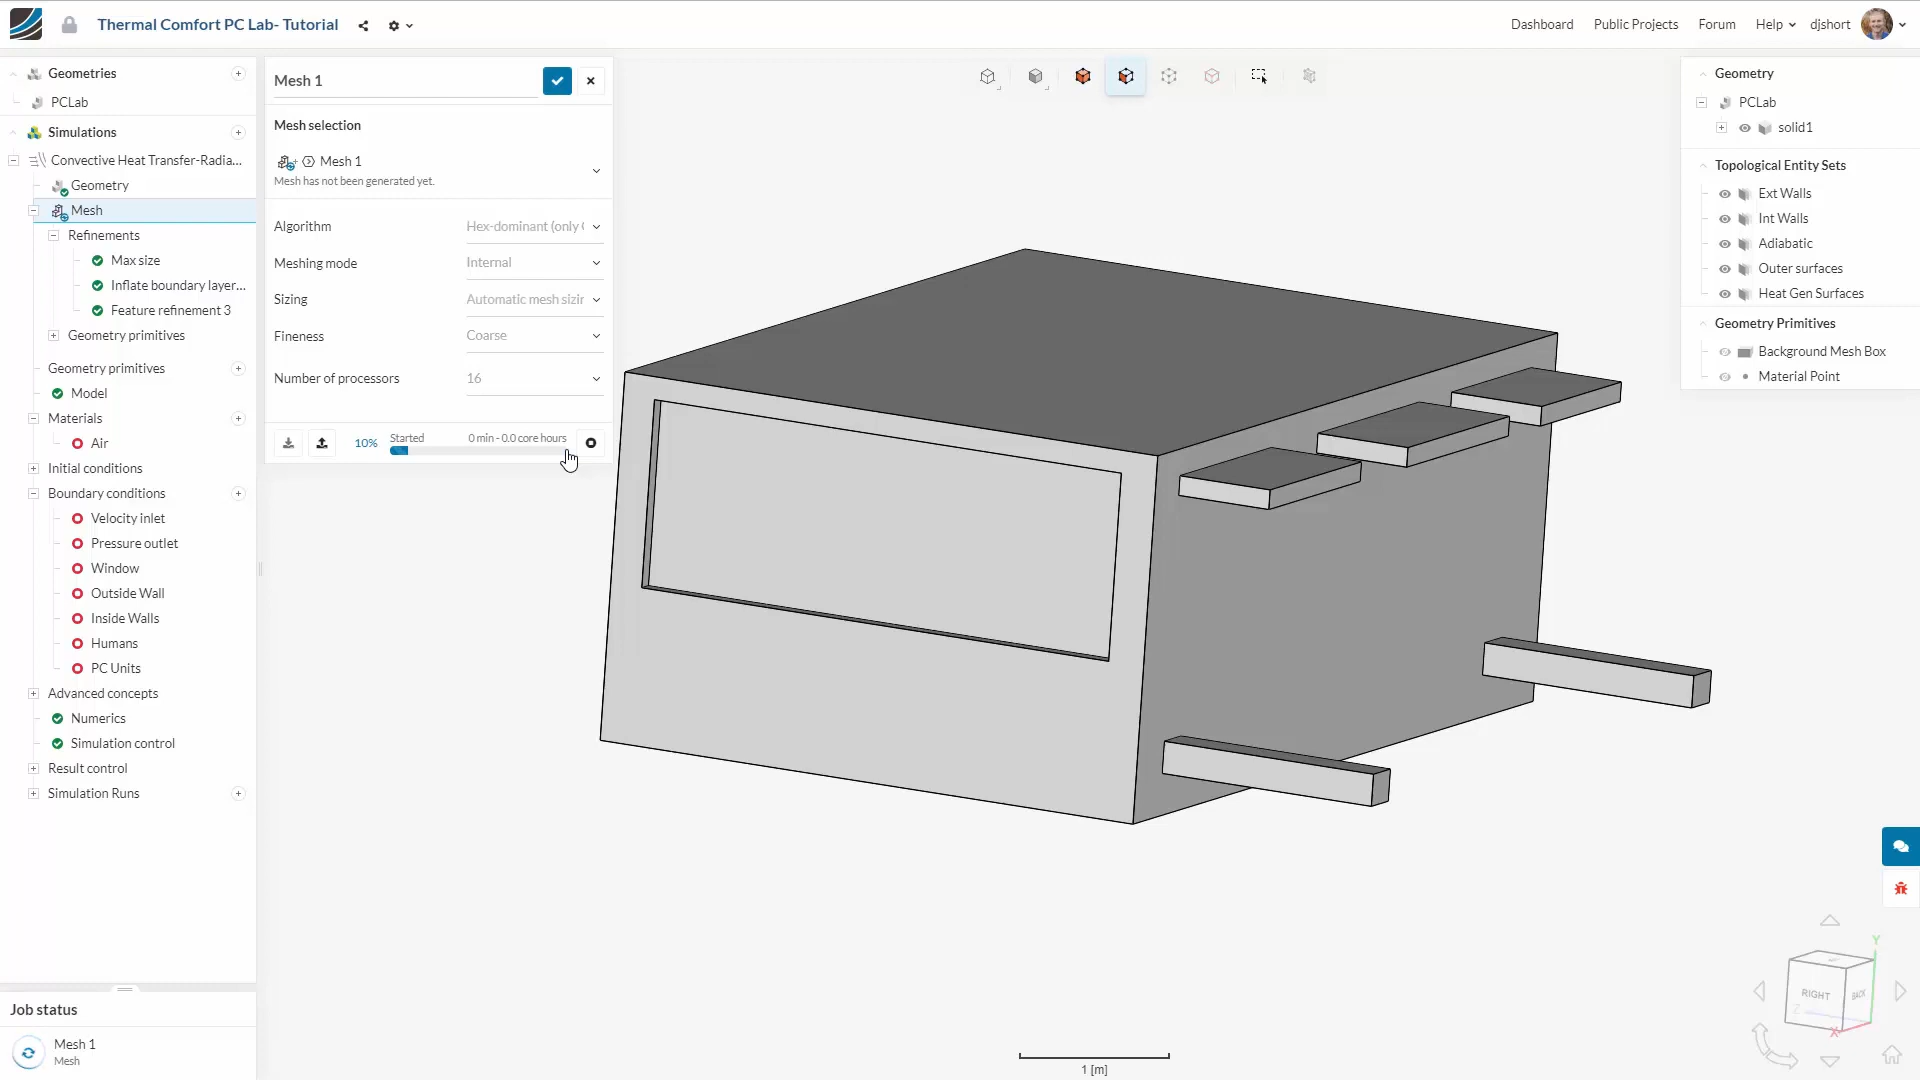 Thermal Comfort PC Lab- Tutorial
Dashboard
Public Projects
Forum
Help
djshort
Geometries
PCLab
Simulations
Convective Heat Transfer-Radia...
Geometry
Mesh
Refinements
Max size
Inflate boundary layer...
Feature refinement 3
Geometry primitives
Geometry primitives
Model
Materials
Air
Initial conditions
Boundary conditions
Velocity inlet
Pressure outlet
Window
Outside Wall
Inside Walls
Humans
PC Units
Advanced concepts
Numerics
Simulation control
Result control
Simulation Runs
Job status
Mesh 1
Mesh
Mesh 1
Mesh selection
Mesh 1
Mesh has not been generated yet.
Algorithm
Hex-dominant (only
Meshing mode
Internal
Sizing
Automatic mesh sizin
Fineness
Coarse
Number of processors
16
10%
Started
0 min - 0.0 core hours
Geometry
PCLab
solid1
Topological Entity Sets
Ext Walls
Int Walls
Adiabatic
Outer surfaces
Heat Gen Surfaces
Geometry Primitives
Background Mesh Box
Material Point
Y
RIGHT
BACK
Z
X
1 [m]